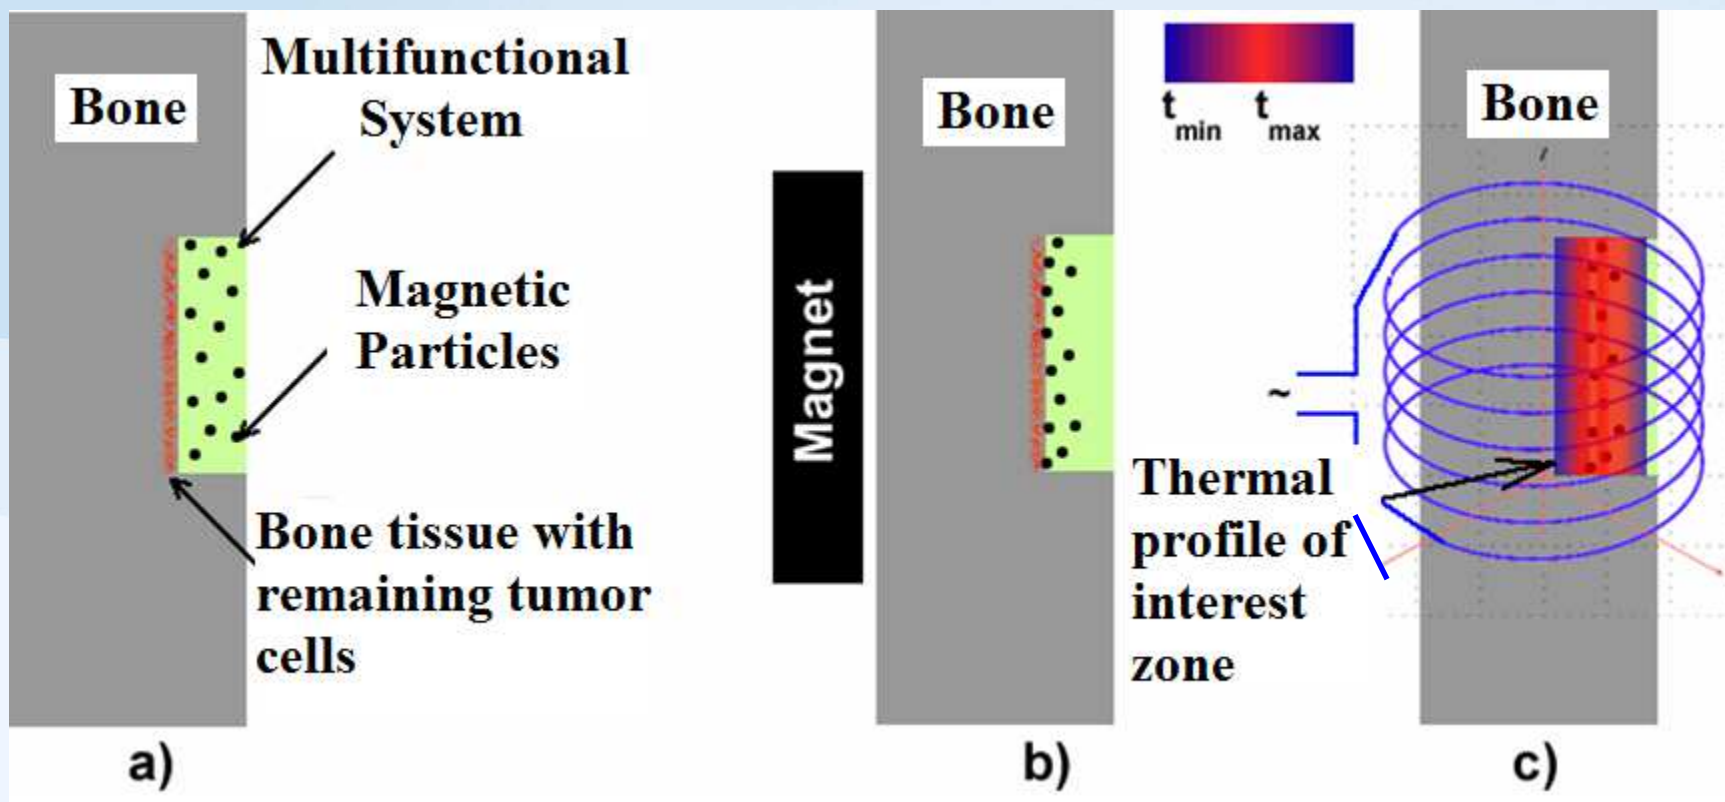 Bone
Multifunctional
System
Magnetic
Particles
Bone tissue with
remaining tumor
cells
a)
Magnet
Bone
b)
t min t max
Bone
~
Thermal
profile of
interest
zone
c)